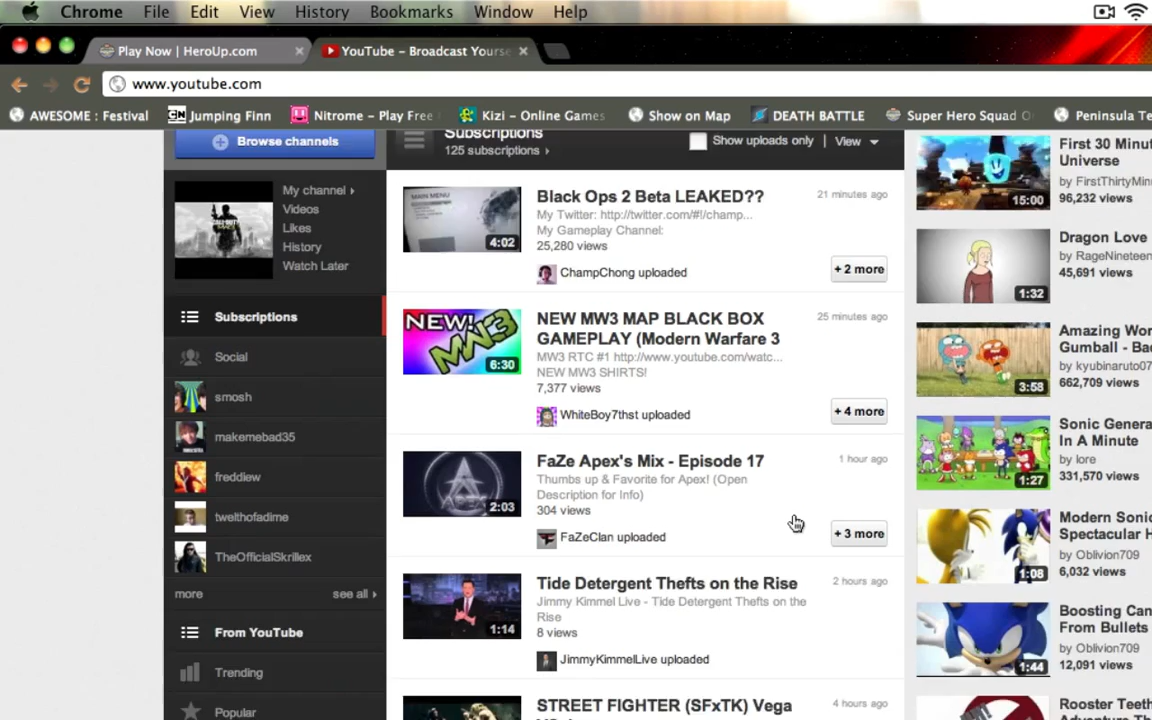 Chrome File Edit View History Bookmarks Window Help
Play Now | HeroUp.com
YouTube – Broadcast Yourse
www.youtube.com
AWESOME : Festival
Jumping Finn
Nitrome – Play Free
Kizi – Online Games
Show on Map
DEATH BATTLE
Super Hero Squad O
Peninsula Te
Browse channels
My channel
Videos
Likes
History
Watch Later
Subscriptions
Social
smosh
makemebad35
freddiew
twelthofadime
TheOfficialSkrillex
more
see all
From YouTube
Trending
Popular
Subscriptions
125 subscriptions
Show uploads only
View
MAIN MENU
4:02
Black Ops 2 Beta LEAKED??
21 minutes ago
My Twitter: http://twitter.com/#!/champ...
My Gameplay Channel:
25,280 views
ChampChong uploaded
+ 2 more
NEW!
MW3
6:30
NEW MW3 MAP BLACK BOX
GAMEPLAY (Modern Warfare 3
25 minutes ago
MW3 RTC #1 http://www.youtube.com/watc...
NEW MW3 SHIRTS!
7,377 views
WhiteBoy7thst uploaded
+ 4 more
2:03
FaZe Apex's Mix - Episode 17
1 hour ago
Thumbs up & Favorite for Apex! (Open
Description for Info)
304 views
FaZeClan uploaded
+ 3 more
1:14
Tide Detergent Thefts on the Rise
2 hours ago
Jimmy Kimmel Live - Tide Detergent Thefts on the
Rise
8 views
JimmyKimmelLive uploaded
STREET FIGHTER (SFxTK) Vega
4 hours ago
15:00
First 30 Minut
Universe
by FirstThirtyMin
96,232 views
1:32
Dragon Love
by RageNineteen
45,691 views
3:58
Amazing Wor
Gumball - Ba
by kyubinaruto07
662,709 views
1:27
Sonic Genera
In A Minute
by lore
331,570 views
1:08
Modern Sonic
Spectacular H
by Oblivion709
6,032 views
1:44
Boosting Can
From Bullets
by Oblivion709
12,091 views
Rooster Teeth